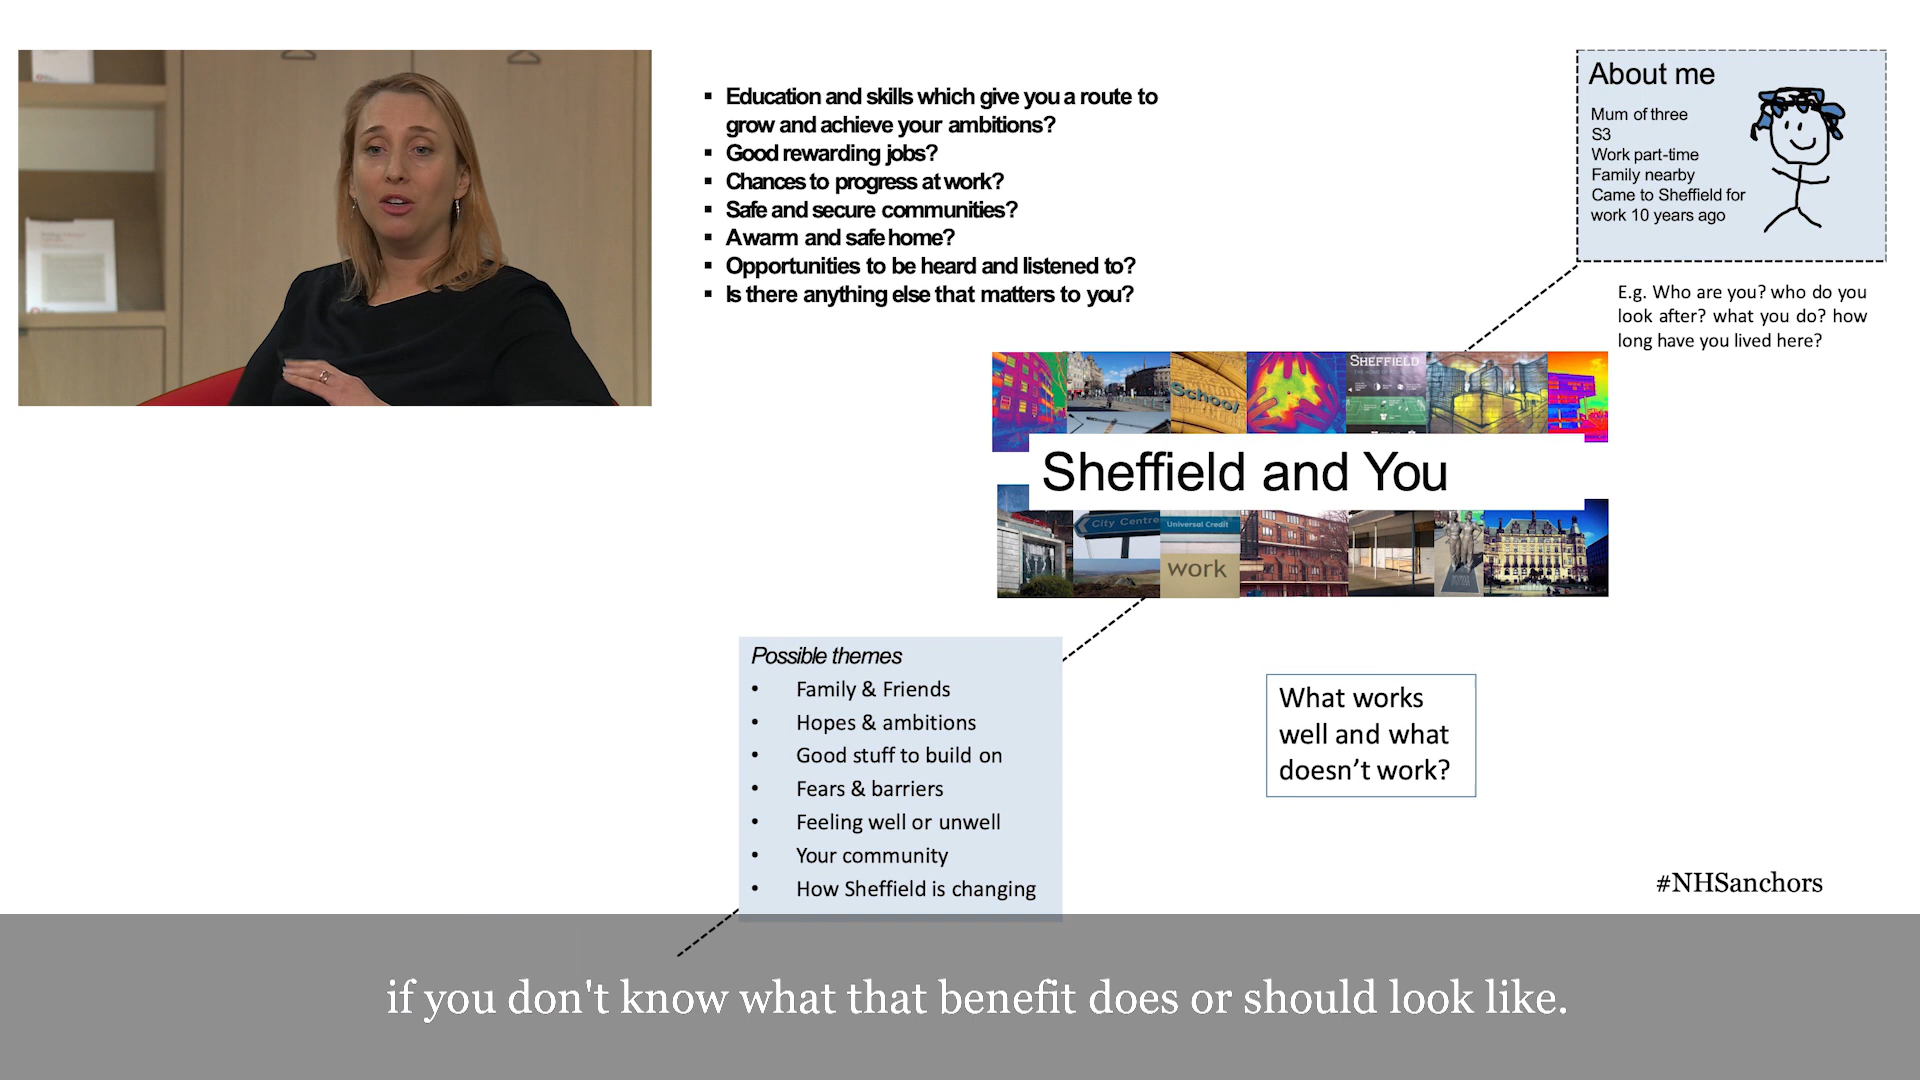 ▪ Education and skills which give you a route to
grow and achieve your ambitions?
▪ Good rewarding jobs?
▪ Chances to progress at work?
▪ Safe and secure communities?
▪ A warm and safe home?
▪ Opportunities to be heard and listened to?
▪ Is there anything else that matters to you?
About me
Mum of three
S3
Work part-time
Family nearby
Came to Sheffield for
work 10 years ago
E.g. Who are you? who do you
look after? what you do? how
long have you lived here?
School
SHEFFIELD
Sheffield and You
City Centre
Universal Credit
work
Possible themes
• Family & Friends
• Hopes & ambitions
• Good stuff to build on
• Fears & barriers
• Feeling well or unwell
• Your community
• How Sheffield is changing
What works
well and what
doesn’t work?
#NHSanchors
if you don't know what that benefit does or should look like.